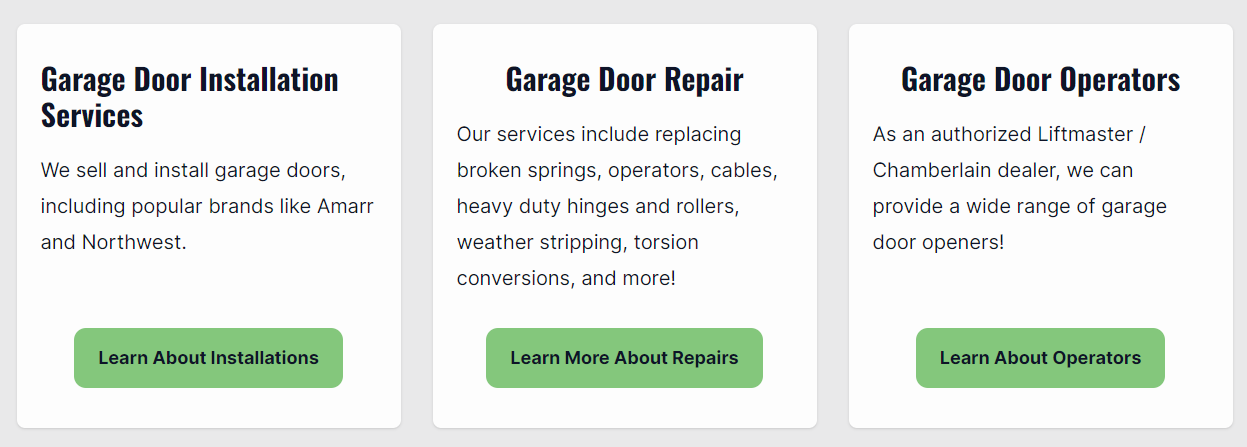 Garage Door Installation
Services
We sell and install garage doors,
including popular brands like Amarr
and Northwest.
Learn About Installations
Garage Door Repair
Our services include replacing
broken springs, operators, cables,
heavy duty hinges and rollers,
weather stripping, torsion
conversions, and more!
Learn More About Repairs
Garage Door Operators
As an authorized Liftmaster /
Chamberlain dealer, we can
provide a wide range of garage
door openers!
Learn About Operators